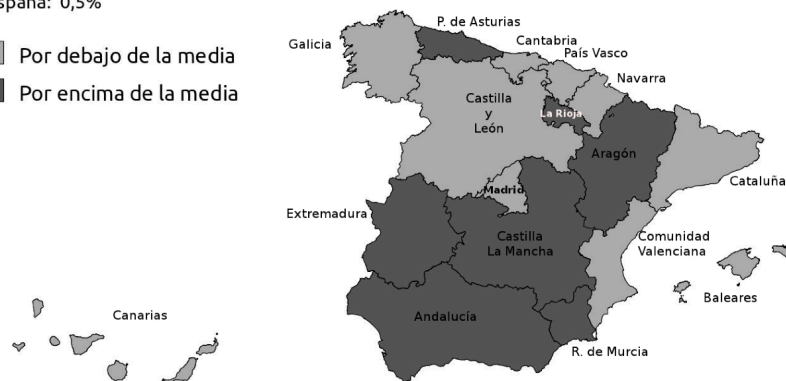 España: 0,5%
Por debajo de la media
Por encima de la media
P. de Asturias
Galicia
Cantabria
País Vasco
Navarra
Castilla
y
León
La Rioja
Aragón
Madrid
Cataluña
Extremadura
Castilla
La Mancha
Comunidad
Valenciana
Baleares
Canarias
Andalucía
R. de Murcia